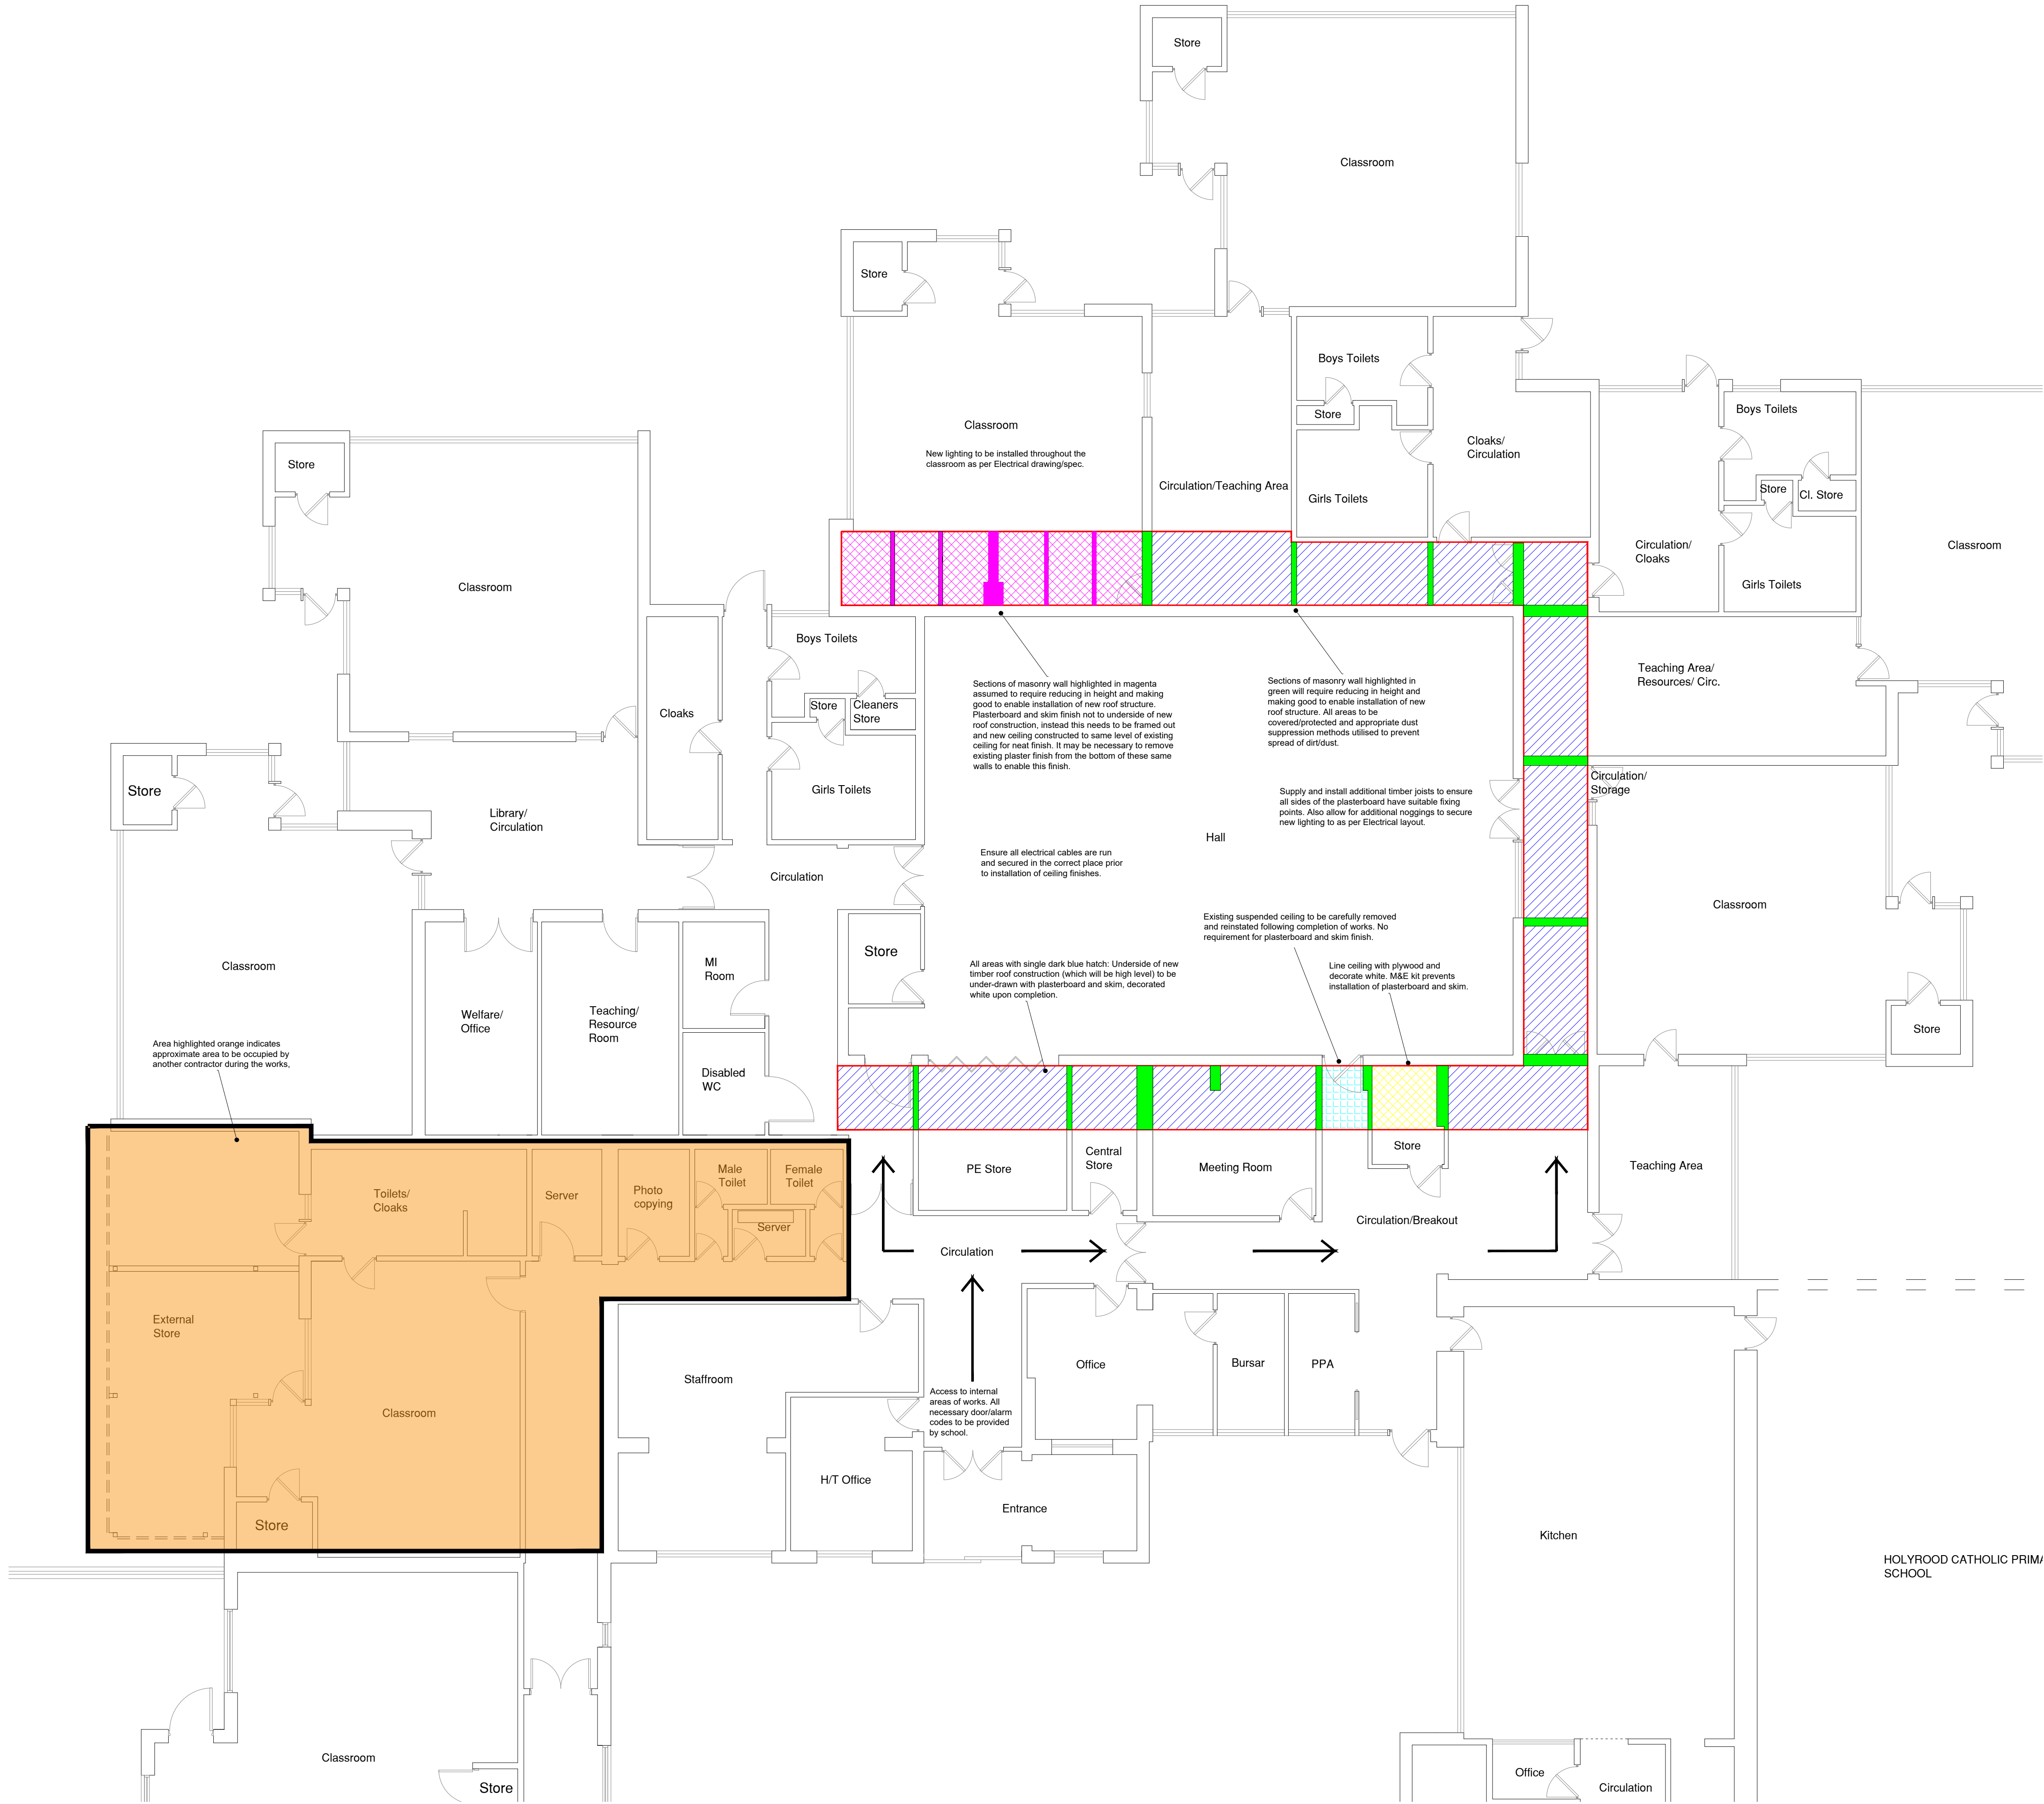 Store
Classroom
Store
Boys Toilets
Store
Classroom
New lighting to be installed throughout the
classroom as per Electrical drawing/spec.
Circulation/Teaching Area
Girls Toilets
Cloaks/
Circulation
Boys Toilets
Store
Cl. Store
Circulation/
Cloaks
Girls Toilets
Classroom
Store
Classroom
Cloaks
Boys Toilets
Store
Cleaners
Store
Girls Toilets
Sections of masonry wall highlighted in magenta
assumed to require reducing in height and making
good to enable installation of new roof structure.
Plasterboard and skim finish not to underside of new
roof construction, instead this needs to be framed out
and new ceiling constructed to same level of existing
ceiling for neat finish. It may be necessary to remove
existing plaster finish from the bottom of these same
walls to enable this finish.
Sections of masonry wall highlighted in
green will require reducing in height and
making good to enable installation of new
roof structure. All areas to be
covered/protected and appropriate dust
suppression methods utilised to prevent
spread of dirt/dust.
Teaching Area/
Resources/ Circ.
Circulation/
Storage
Supply and install additional timber joists to ensure
all sides of the plasterboard have suitable fixing
points. Also allow for additional noggings to secure
new lighting to as per Electrical layout.
Hall
Store
Library/
Circulation
Circulation
Ensure all electrical cables are run
and secured in the correct place prior
to installation of ceiling finishes.
Classroom
Existing suspended ceiling to be carefully removed
and reinstated following completion of works. No
requirement for plasterboard and skim finish.
Classroom
MI
Room
Store
All areas with single dark blue hatch: Underside of new
timber roof construction (which will be high level) to be
under-drawn with plasterboard and skim, decorated
white upon completion.
Line ceiling with plywood and
decorate white. M&E kit prevents
installation of plasterboard and skim.
Welfare/
Office
Teaching/
Resource
Room
Store
Area highlighted orange indicates
approximate area to be occupied by
another contractor during the works,
Disabled
WC
PE Store
Central
Store
Meeting Room
Store
Teaching Area
Toilets/
Cloaks
Server
Photo
copying
Male
Toilet
Female
Toilet
Server
Circulation
Circulation/Breakout
External
Store
Classroom
Staffroom
Office
Bursar
PPA
Access to internal
areas of works. All
necessary door/alarm
codes to be provided
by school.
H/T Office
Entrance
Store
Kitchen
HOLYROOD CATHOLIC PRIMA
SCHOOL
Classroom
Store
Office
Circulation